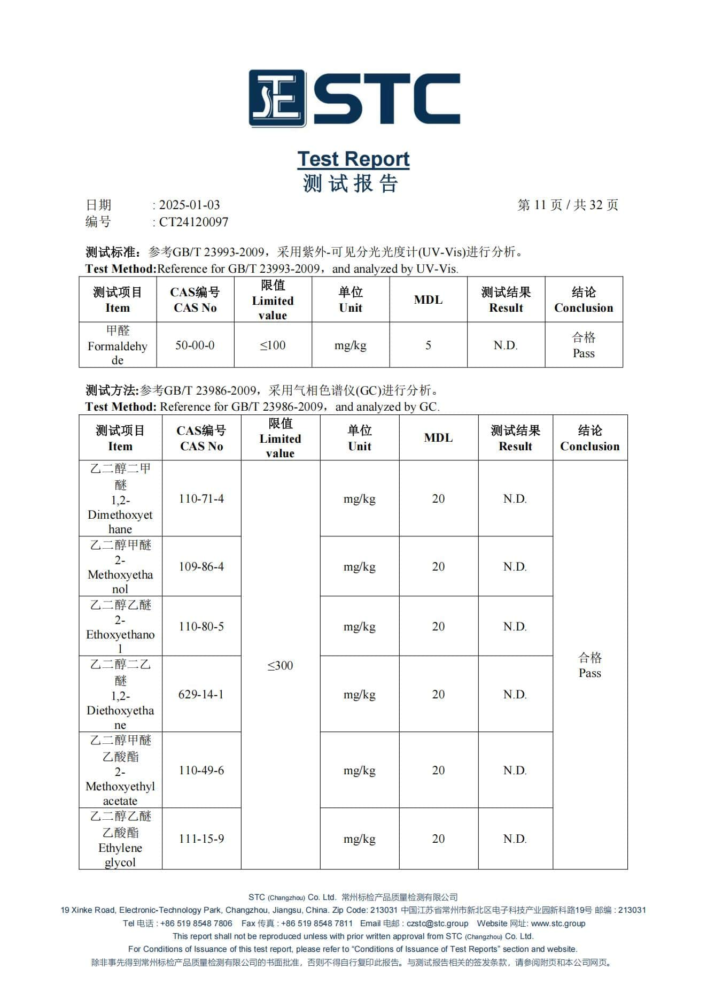 STC
Test Report
测试报告
日期 : 2025-01-03 第 11 页 / 共 32 页
编号 : CT24120097
测试标准：参考GB/T 23993-2009，采用紫外-可见分光光度计(UV-Vis)进行分析。
Test Method:Reference for GB/T 23993-2009，and analyzed by UV-Vis.
测试项目 Item CAS编号 CAS No 限值 Limited value 单位 Unit MDL 测试结果 Result 结论 Conclusion
甲醛 Formaldehyde 50-00-0 ≤100 mg/kg 5 N.D. 合格 Pass
测试方法:参考GB/T 23986-2009，采用气相色谱仪(GC)进行分析。
Test Method: Reference for GB/T 23986-2009，and analyzed by GC.
测试项目 Item CAS编号 CAS No 限值 Limited value 单位 Unit MDL 测试结果 Result 结论 Conclusion
乙二醇二甲醚 1,2-Dimethoxyethane 110-71-4 ≤300 mg/kg 20 N.D. 合格 Pass
乙二醇甲醚 2-Methoxyethanol 109-86-4 mg/kg 20 N.D.
乙二醇乙醚 2-Ethoxyethanol 110-80-5 mg/kg 20 N.D.
乙二醇二乙醚 1,2-Diethoxyethane 629-14-1 mg/kg 20 N.D.
乙二醇甲醚乙酸酯 2-Methoxyethyl acetate 110-49-6 mg/kg 20 N.D.
乙二醇乙醚乙酸酯 Ethylene glycol 111-15-9 mg/kg 20 N.D.
STC (Changzhou) Co. Ltd. 常州标检产品质量检测有限公司
19 Xinke Road, Electronic-Technology Park, Changzhou, Jiangsu, China. Zip Code: 213031 中国江苏省常州市新北区电子科技产业园新科路19号 邮编 : 213031
Tel 电话 : +86 519 8548 7806 Fax 传真 : +86 519 8548 7811 Email 电邮 : czstc@stc.group Website 网址: www.stc.group
This report shall not be reproduced unless with prior written approval from STC (Changzhou) Co. Ltd.
For Conditions of Issuance of this test report, please refer to “Conditions of Issuance of Test Reports” section and website.
除非事先得到常州标检产品质量检测有限公司的书面批准，否则不得自行复印此报告。与测试报告相关的签发条款，请参阅附页和本公司网页。